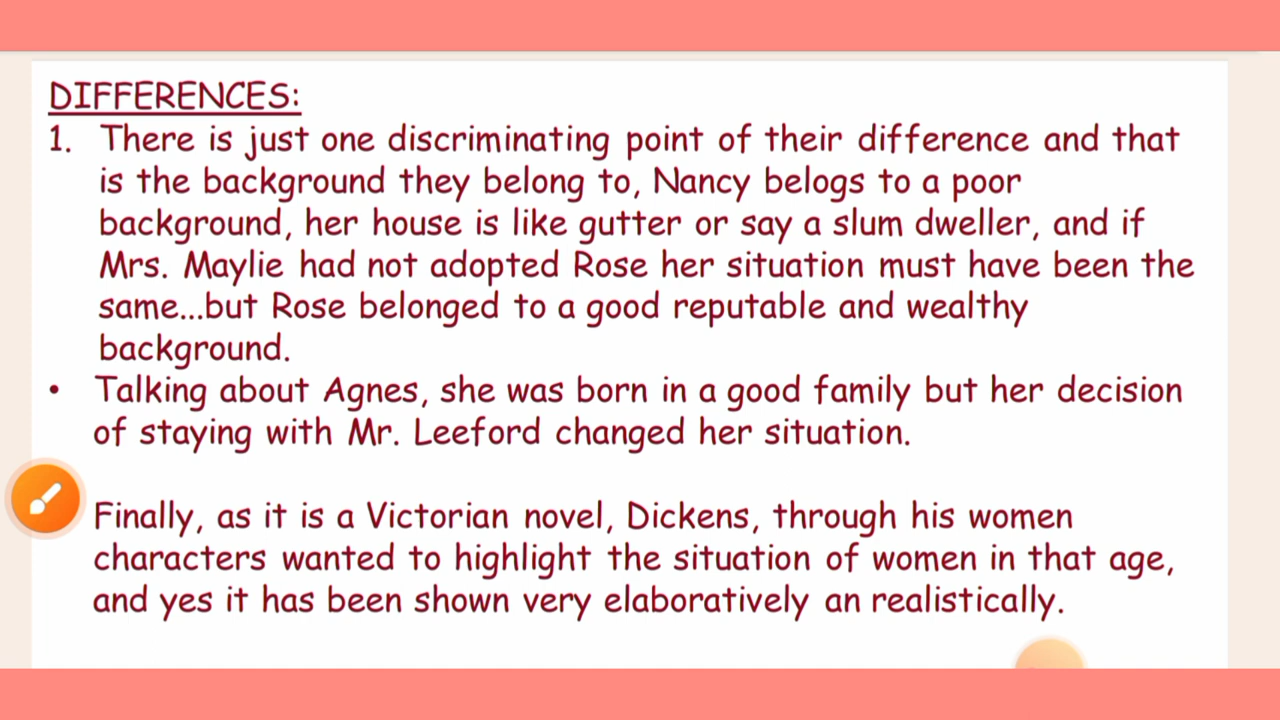 DIFFERENCES:
1. There is just one discriminating point of their difference and that
is the background they belong to, Nancy belogs to a poor
background, her house is like gutter or say a slum dweller, and if
Mrs. Maylie had not adopted Rose her situation must have been the
same...but Rose belonged to a good reputable and wealthy
background.
• Talking about Agnes, she was born in a good family but her decision
of staying with Mr. Leeford changed her situation.
Finally, as it is a Victorian novel, Dickens, through his women
characters wanted to highlight the situation of women in that age,
and yes it has been shown very elaboratively an realistically.